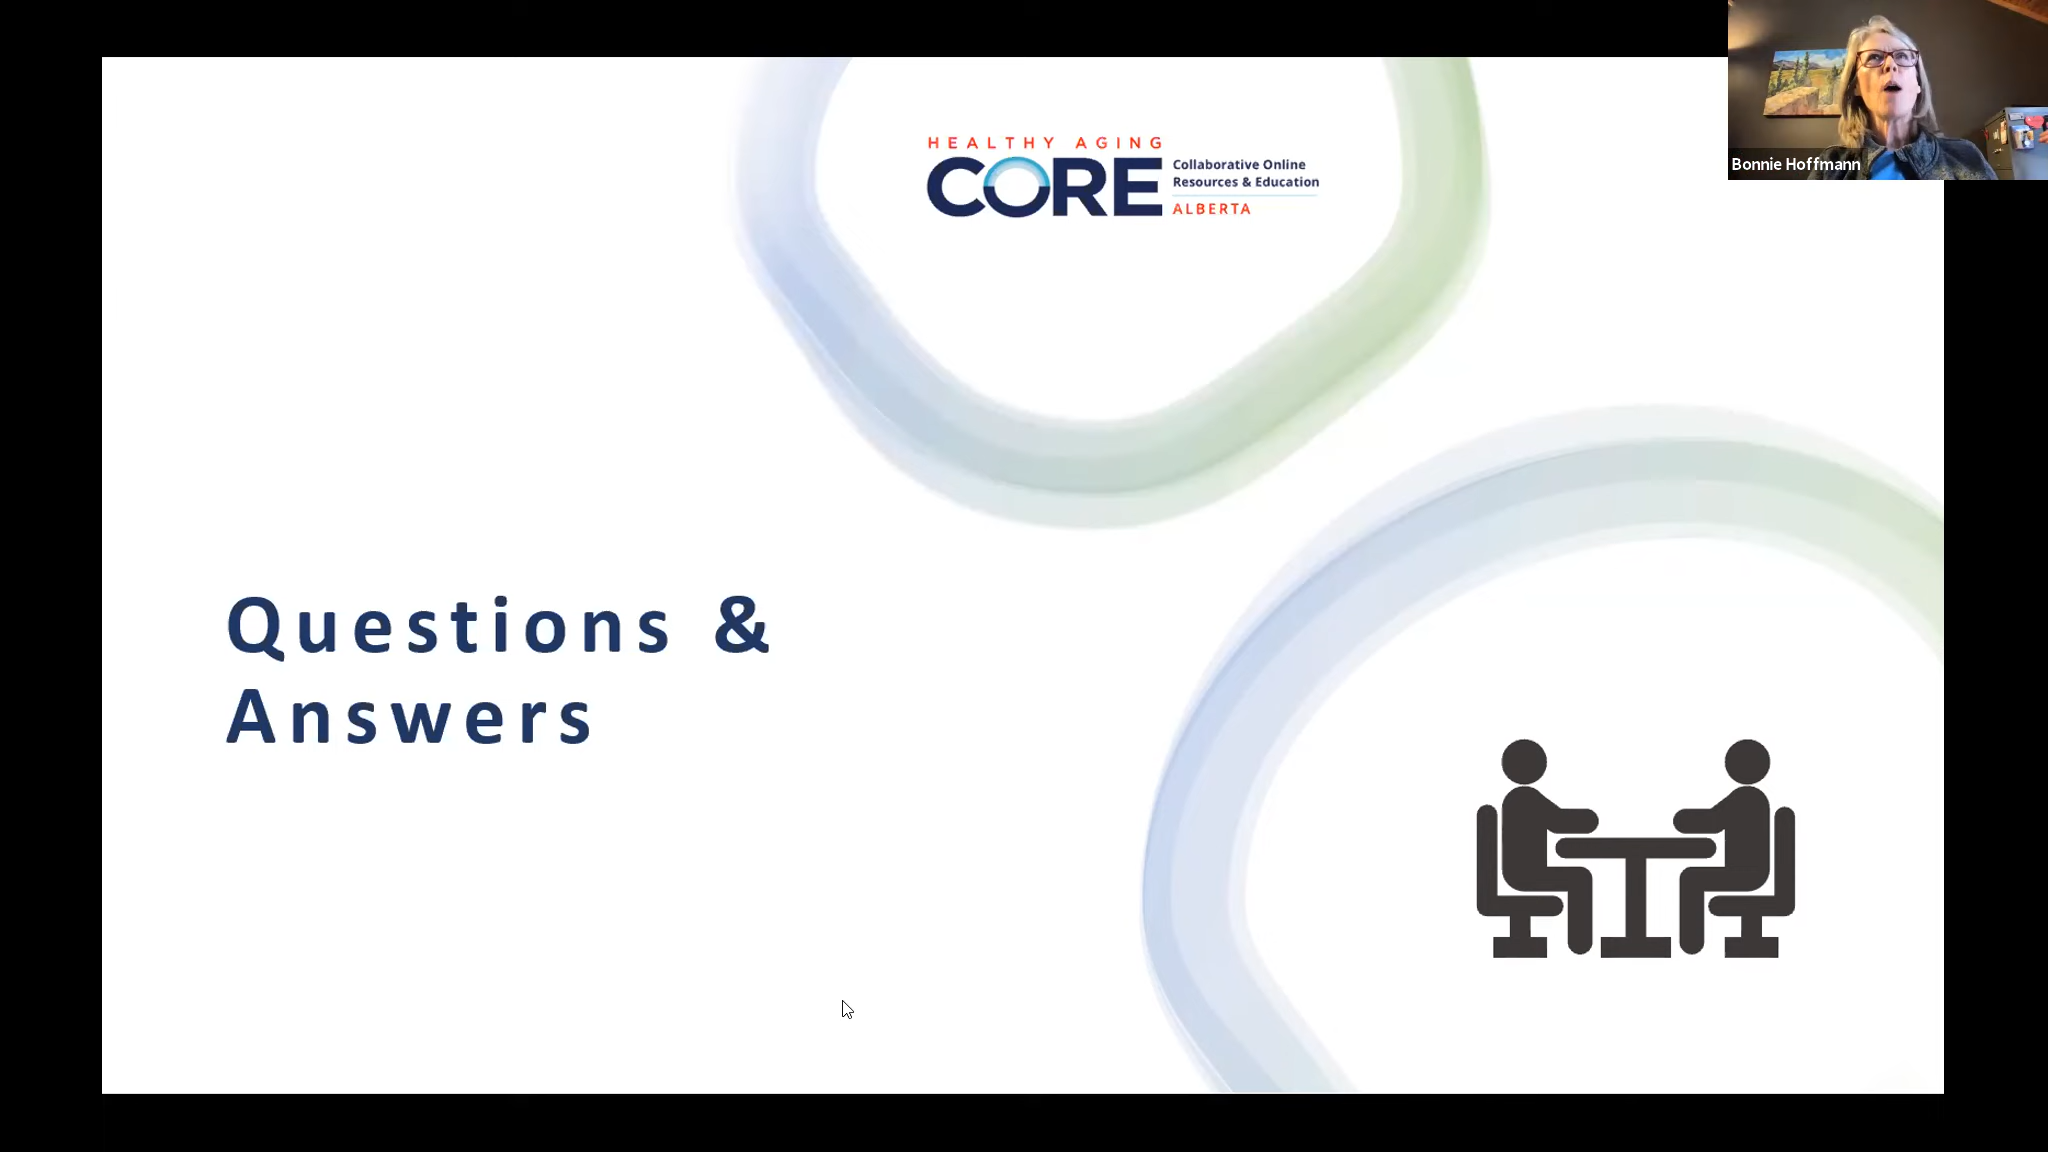 HEALTHY AGING
CORE
Collaborative Online
Resources & Education
ALBERTA
Bonnie Hoffmann
Questions &
Answers